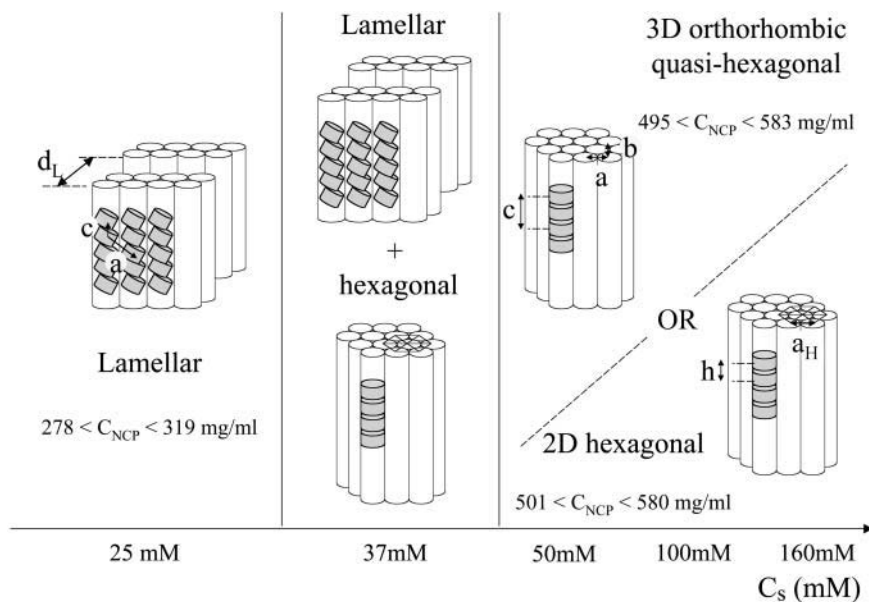 d_L
c
a
Lamellar
278 < C_NCP < 319 mg/ml
Lamellar
+
hexagonal
3D orthorhombic
quasi-hexagonal
495 < C_NCP < 583 mg/ml
b
a
c
OR
a_H
h
2D hexagonal
501 < C_NCP < 580 mg/ml
25 mM
37mM
50mM
100mM
160mM
C_s (mM)